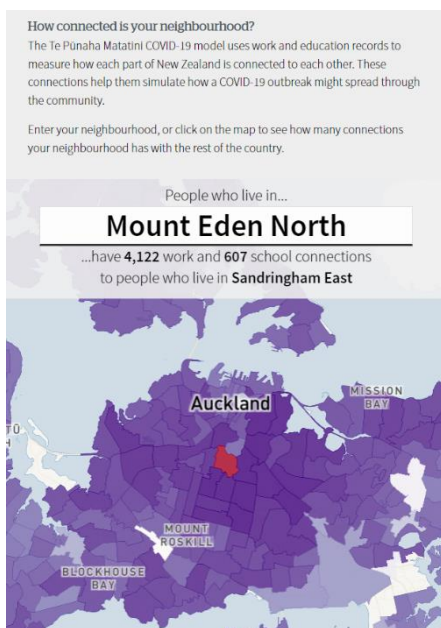 How connected is your neighbourhood?
The Te Pūnaha Matatini COVID-19 model uses work and education records to
measure how each part of New Zealand is connected to each other. These
connections help them simulate how a COVID-19 outbreak might spread through
the community.
Enter your neighbourhood, or click on the map to see how many connections
your neighbourhood has with the rest of the country.
People who live in...
Mount Eden North
...have 4,122 work and 607 school connections
to people who live in Sandringham East
Auckland
MISSION
BAY
TŪ
H
MOUNT
ROSKILL
BLOCKHOUSE
BAY